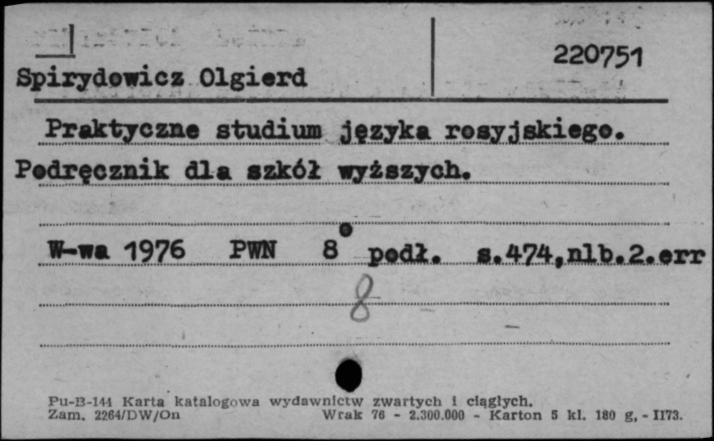 220751
Spirydowicz Olgierd
Praktyczne studium języka rosyjskiego.
Podręcznik dla szkół wyższych.
W-wa 1976 PWN 8° podł. s.474,nlb.2.err
8
Pu-B-144 Karta katalogowa wydawnictw zwartych i ciągłych.
Zam. 2264/DW/On Wrak 76 - 2.300.000 - Karton 5 kl. 180 g, - II73.